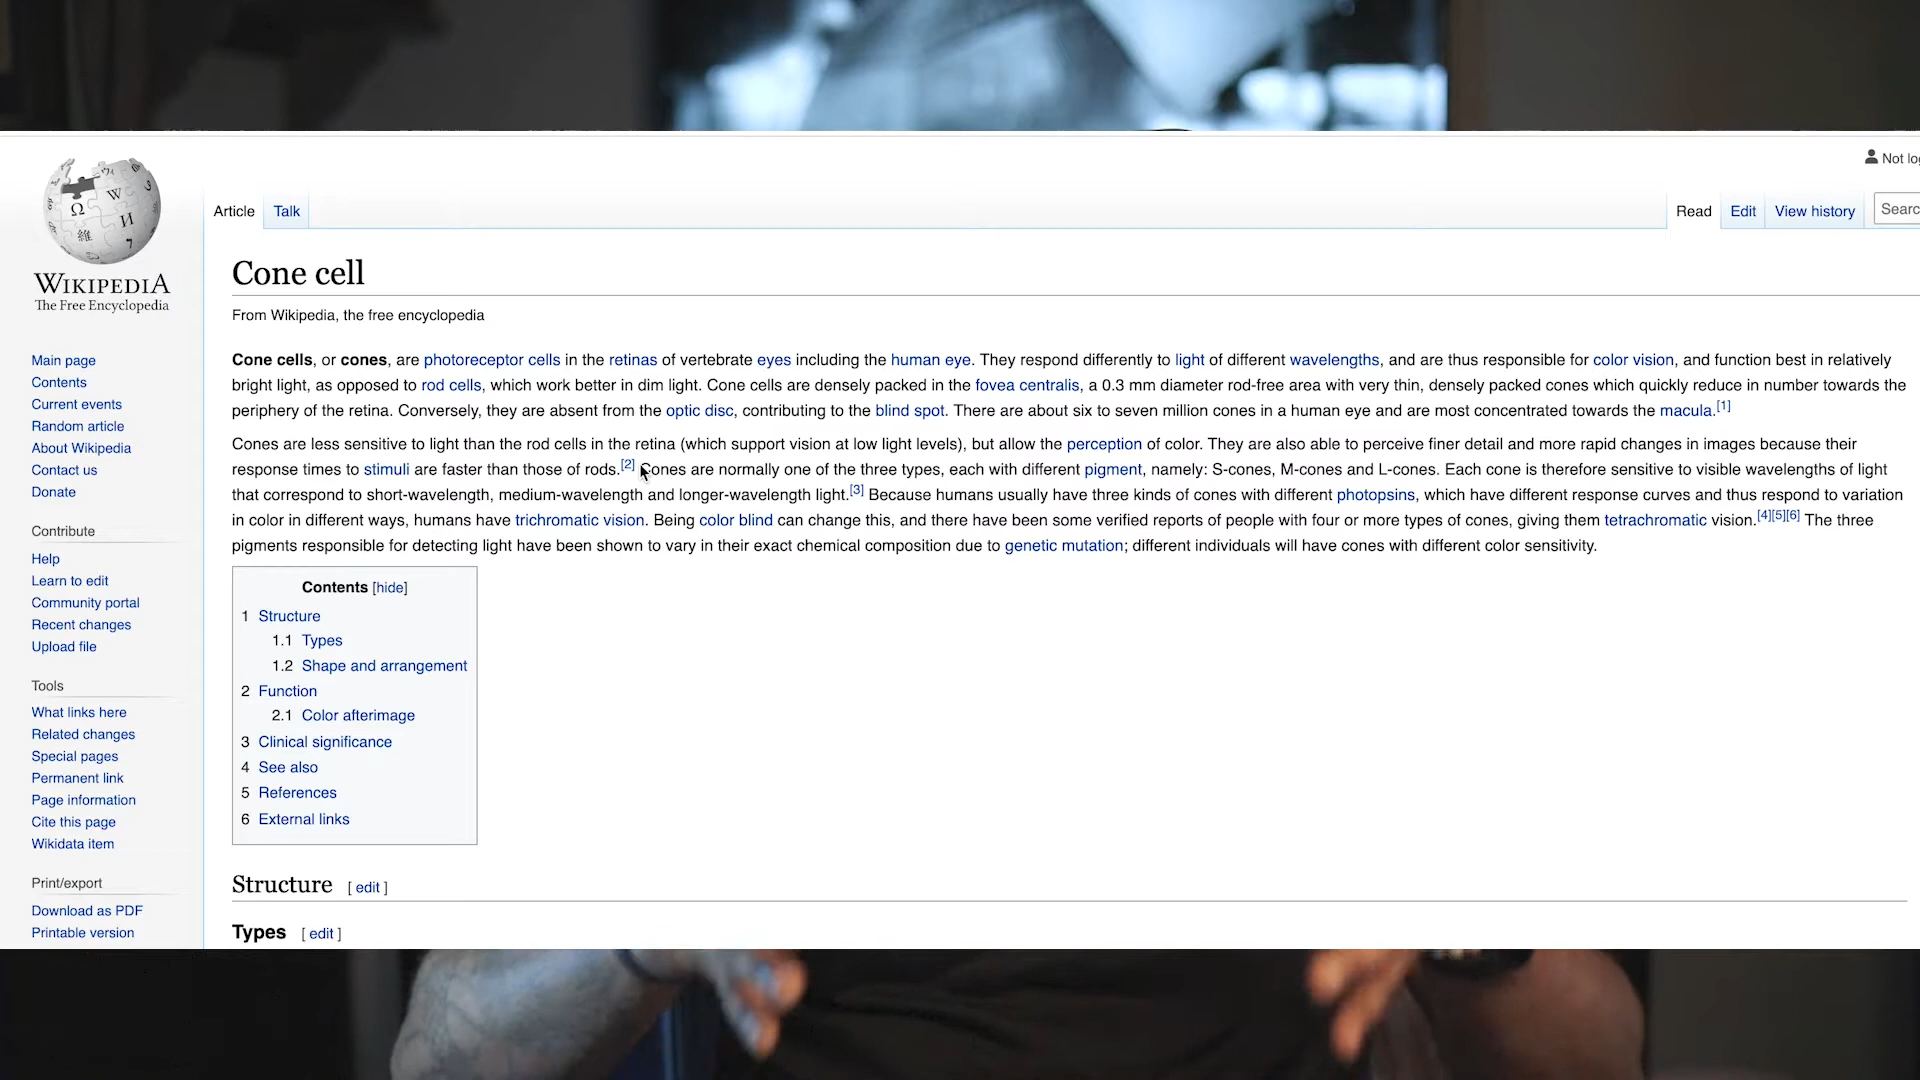 Not lo
Article Talk Read Edit View history Searc
WIKIPEDIA
The Free Encyclopedia
Cone cell
From Wikipedia, the free encyclopedia
Cone cells, or cones, are photoreceptor cells in the retinas of vertebrate eyes including the human eye. They respond differently to light of different wavelengths, and are thus responsible for color vision, and function best in relatively
bright light, as opposed to rod cells, which work better in dim light. Cone cells are densely packed in the fovea centralis, a 0.3 mm diameter rod-free area with very thin, densely packed cones which quickly reduce in number towards the
periphery of the retina. Conversely, they are absent from the optic disc, contributing to the blind spot. There are about six to seven million cones in a human eye and are most concentrated towards the macula.[1]
Cones are less sensitive to light than the rod cells in the retina (which support vision at low light levels), but allow the perception of color. They are also able to perceive finer detail and more rapid changes in images because their
response times to stimuli are faster than those of rods.[2] Cones are normally one of the three types, each with different pigment, namely: S-cones, M-cones and L-cones. Each cone is therefore sensitive to visible wavelengths of light
that correspond to short-wavelength, medium-wavelength and longer-wavelength light.[3] Because humans usually have three kinds of cones with different photopsins, which have different response curves and thus respond to variation
in color in different ways, humans have trichromatic vision. Being color blind can change this, and there have been some verified reports of people with four or more types of cones, giving them tetrachromatic vision.[4][5][6] The three
pigments responsible for detecting light have been shown to vary in their exact chemical composition due to genetic mutation; different individuals will have cones with different color sensitivity.
Contents [hide]
1 Structure
1.1 Types
1.2 Shape and arrangement
2 Function
2.1 Color afterimage
3 Clinical significance
4 See also
5 References
6 External links
Structure [ edit ]
Types [ edit ]
Main page
Contents
Current events
Random article
About Wikipedia
Contact us
Donate
Contribute
Help
Learn to edit
Community portal
Recent changes
Upload file
Tools
What links here
Related changes
Special pages
Permanent link
Page information
Cite this page
Wikidata item
Print/export
Download as PDF
Printable version